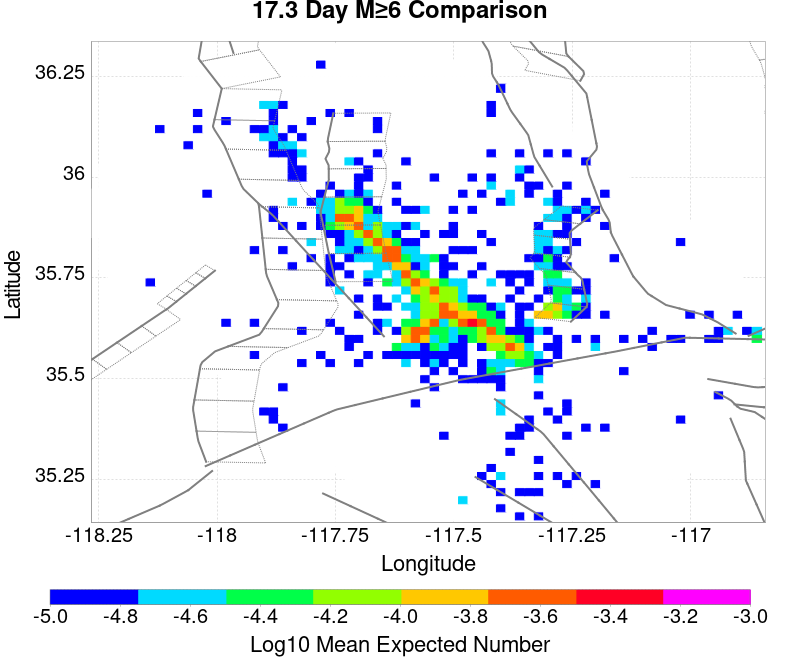 17.3 Day M≥6 Comparison
36.25
36
35.75
35.5
35.25
Latitude
-118.25 -118 -117.75 -117.5 -117.25 -117
Longitude
-5.0 -4.8 -4.6 -4.4 -4.2 -4.0 -3.8 -3.6 -3.4 -3.2 -3.0
Log10 Mean Expected Number